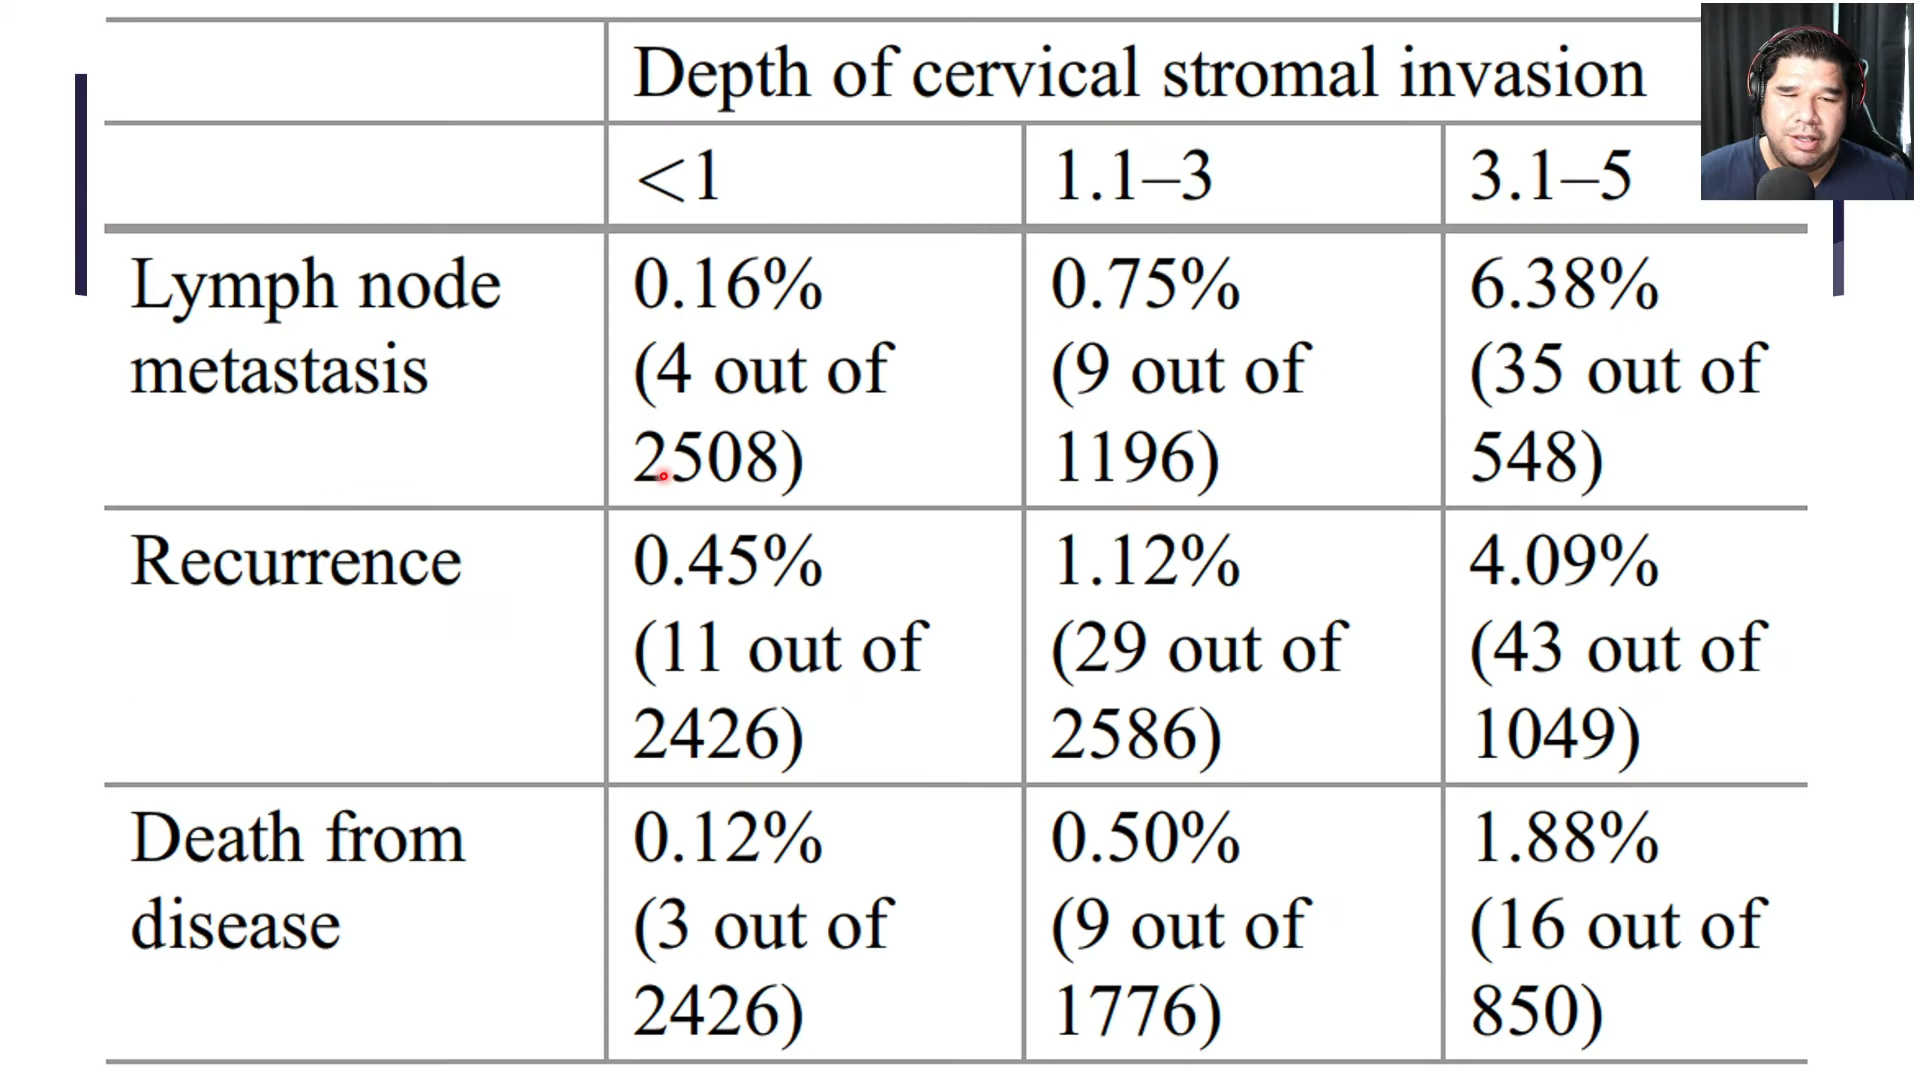 Depth of cervical stromal invasion
<1
1.1–3
3.1–5
Lymph node
metastasis
0.16%
(4 out of
2508)
0.75%
(9 out of
1196)
6.38%
(35 out of
548)
Recurrence
0.45%
(11 out of
2426)
1.12%
(29 out of
2586)
4.09%
(43 out of
1049)
Death from
disease
0.12%
(3 out of
2426)
0.50%
(9 out of
1776)
1.88%
(16 out of
850)